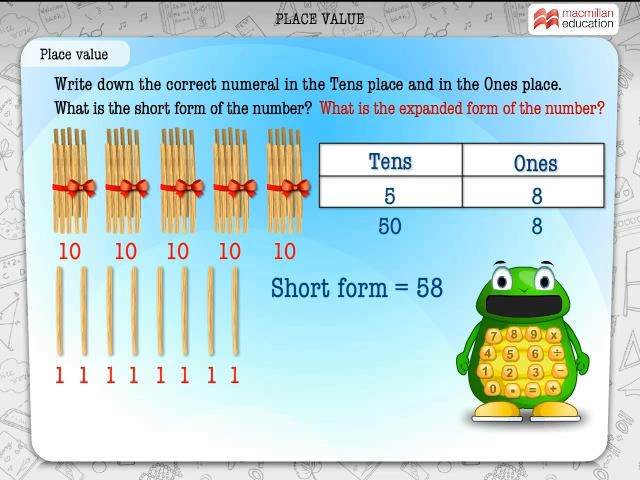 PLACE VALUE
macmillan
education
Place value
Write down the correct numeral in the Tens place and in the Ones place.
What is the short form of the number? What is the expanded form of the number?
Tens Ones
5 8
50 8
10 10 10 10 10
Short form = 58
1 1 1 1 1 1 1 1
7 8 9 x
4 5 6 ÷
1 2 3 −
0 • = +